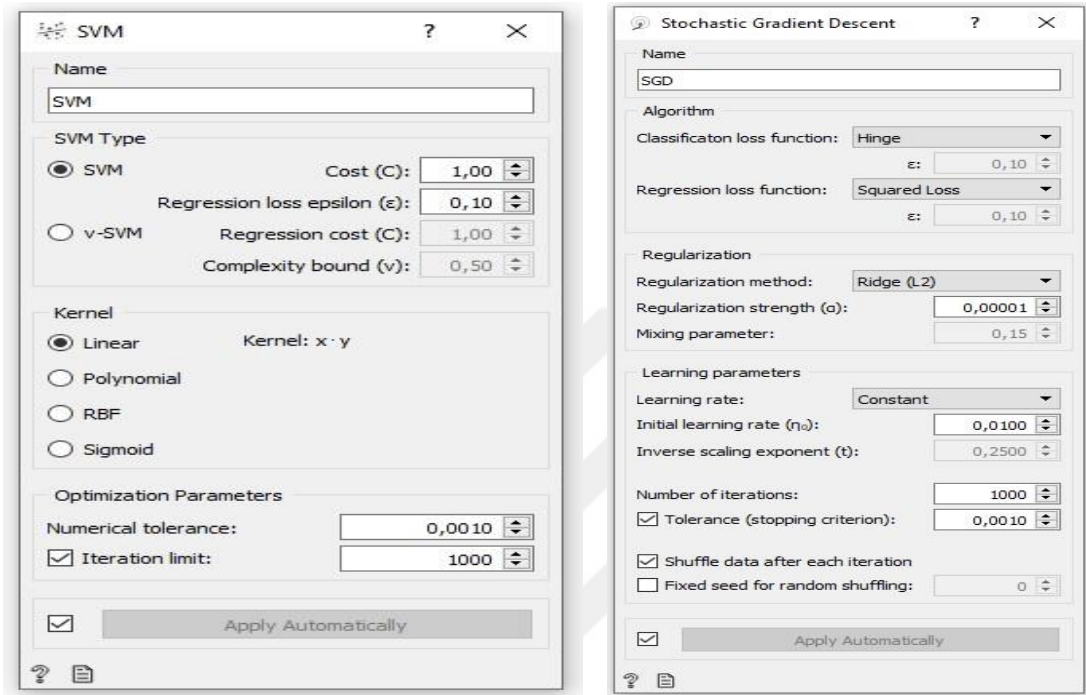 SVM ?
Name
SVM
SVM Type
SVM Cost (C): 1,00
Regression loss epsilon (ε): 0,10
v-SVM Regression cost (C): 1,00
Complexity bound (ν): 0,50
Kernel
Linear Kernel: x·y
Polynomial
RBF
Sigmoid
Optimization Parameters
Numerical tolerance: 0,0010
Iteration limit: 1000
Apply Automatically
?
Stochastic Gradient Descent ?
Name
SGD
Algorithm
Classificaton loss function: Hinge
ε: 0,10
Regression loss function: Squared Loss
ε: 0,10
Regularization
Regularization method: Ridge (L2)
Regularization strength (α): 0,00001
Mixing parameter: 0,15
Learning parameters
Learning rate: Constant
Initial learning rate (η₀): 0,0100
Inverse scaling exponent (t): 0,2500
Number of iterations: 1000
Tolerance (stopping criterion): 0,0010
Shuffle data after each iteration
Fixed seed for random shuffling: 0
Apply Automatically
?